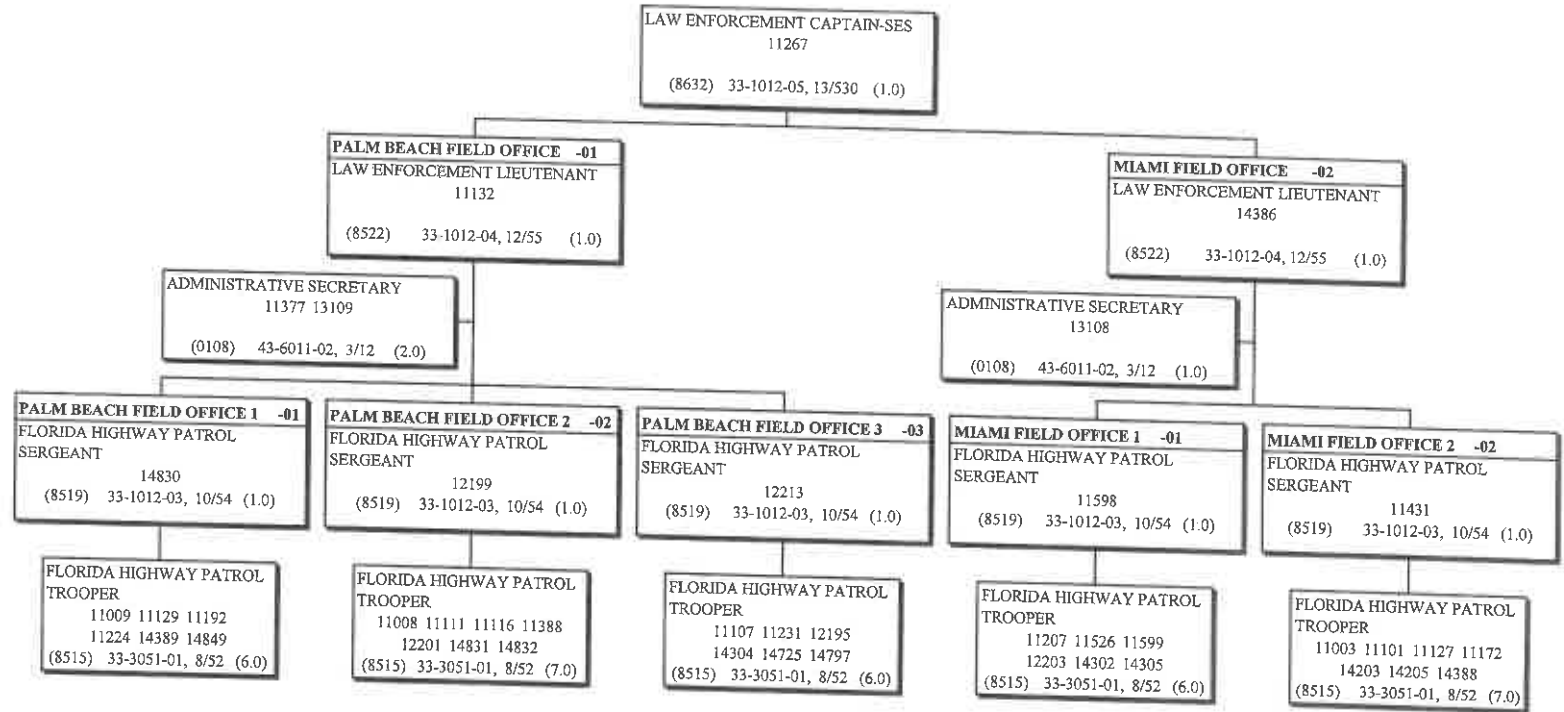 LAW ENFORCEMENT CAPTAIN-SES
11267
(8632) 33-1012-05, 13/530 (1.0)
PALM BEACH FIELD OFFICE -01
LAW ENFORCEMENT LIEUTENANT
11132
(8522) 33-1012-04, 12/55 (1.0)
MIAMI FIELD OFFICE -02
LAW ENFORCEMENT LIEUTENANT
14386
(8522) 33-1012-04, 12/55 (1.0)
ADMINISTRATIVE SECRETARY
11377 13109
(0108) 43-6011-02, 3/12 (2.0)
ADMINISTRATIVE SECRETARY
13108
(0108) 43-6011-02, 3/12 (1.0)
PALM BEACH FIELD OFFICE 1 -01
FLORIDA HIGHWAY PATROL
SERGEANT
14830
(8519) 33-1012-03, 10/54 (1.0)
PALM BEACH FIELD OFFICE 2 -02
FLORIDA HIGHWAY PATROL
SERGEANT
12199
(8519) 33-1012-03, 10/54 (1.0)
PALM BEACH FIELD OFFICE 3 -03
FLORIDA HIGHWAY PATROL
SERGEANT
12213
(8519) 33-1012-03, 10/54 (1.0)
MIAMI FIELD OFFICE 1 -01
FLORIDA HIGHWAY PATROL
SERGEANT
11598
(8519) 33-1012-03, 10/54 (1.0)
MIAMI FIELD OFFICE 2 -02
FLORIDA HIGHWAY PATROL
SERGEANT
11431
(8519) 33-1012-03, 10/54 (1.0)
FLORIDA HIGHWAY PATROL
TROOPER
11009 11129 11192
11224 14389 14849
(8515) 33-3051-01, 8/52 (6.0)
FLORIDA HIGHWAY PATROL
TROOPER
11008 11111 11116 11388
12201 14831 14832
(8515) 33-3051-01, 8/52 (7.0)
FLORIDA HIGHWAY PATROL
TROOPER
11107 11231 12195
14304 14725 14797
(8515) 33-3051-01, 8/52 (6.0)
FLORIDA HIGHWAY PATROL
TROOPER
11207 11526 11599
12203 14302 14305
(8515) 33-3051-01, 8/52 (6.0)
FLORIDA HIGHWAY PATROL
TROOPER
11003 11101 11127 11172
14203 14205 14388
(8515) 33-3051-01, 8/52 (7.0)